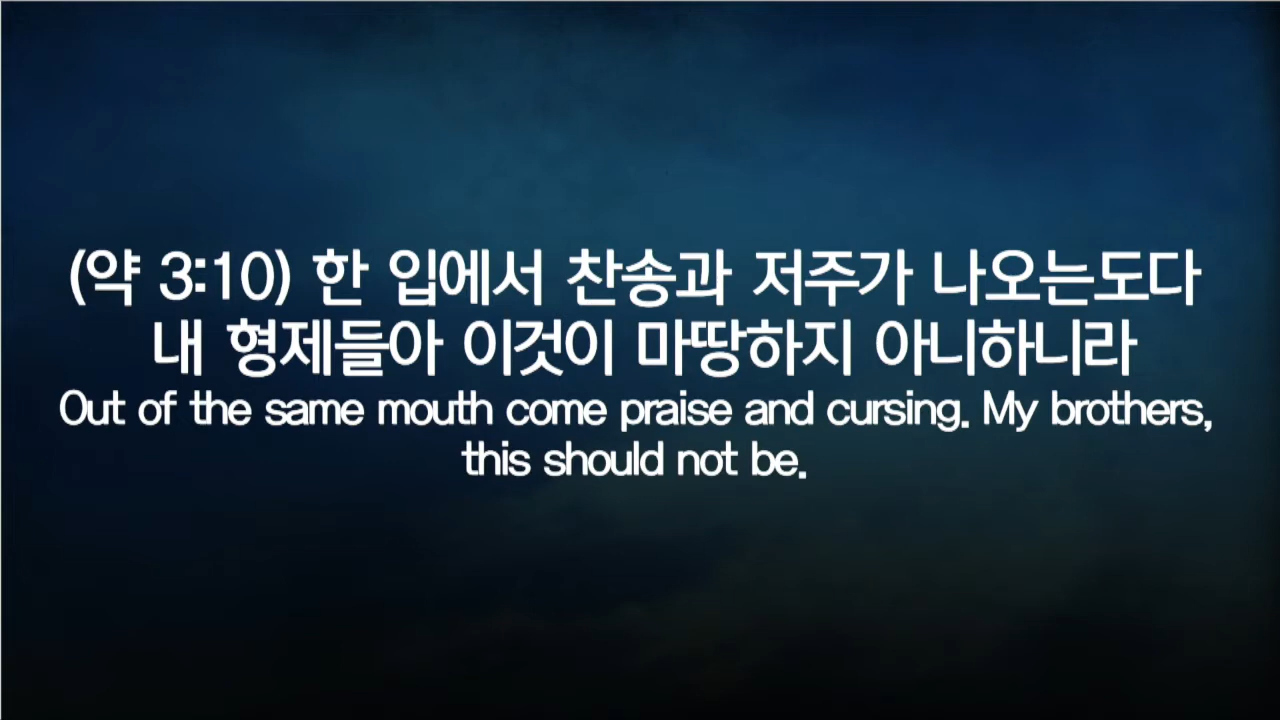 (약 3:10) 한 입에서 찬송과 저주가 나오는도다
내 형제들아 이것이 마땅하지 아니하니라
Out of the same mouth come praise and cursing. My brothers,
this should not be.